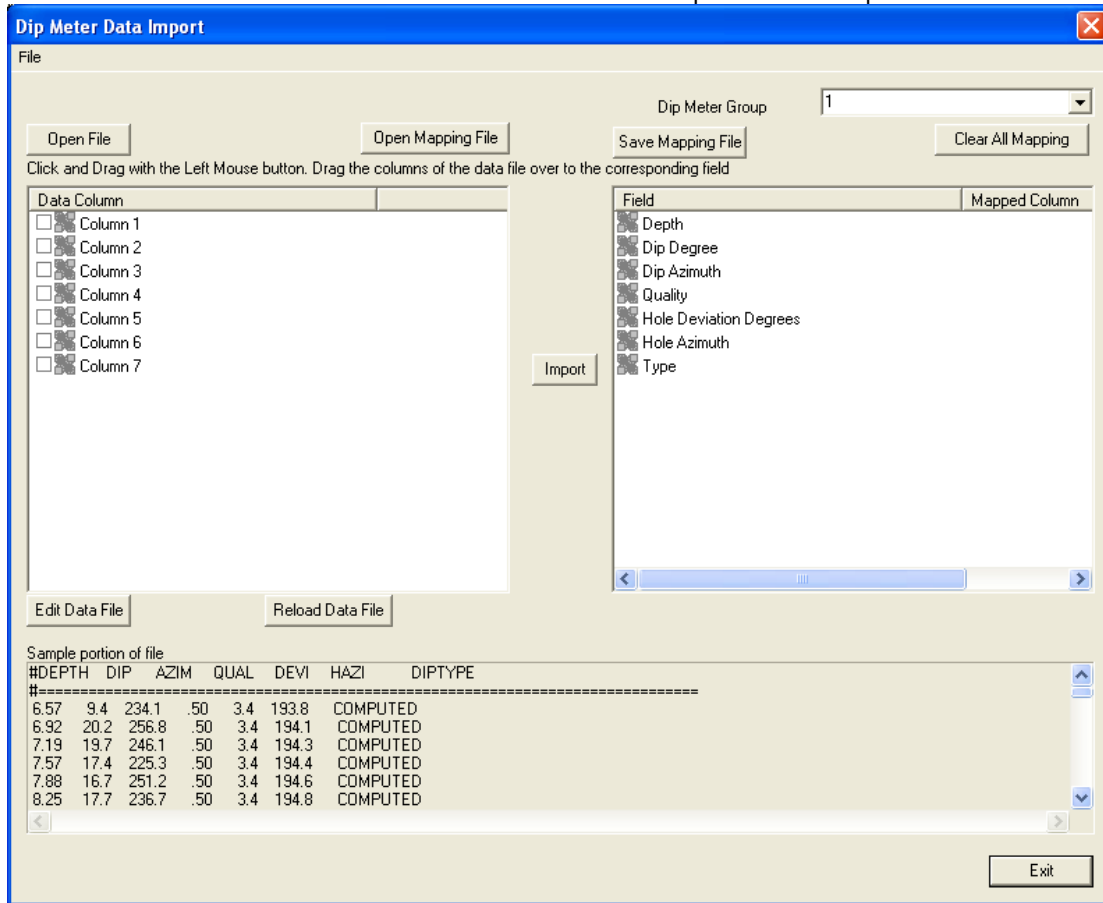 Dip Meter Data Import
File
Dip Meter Group 1
Open File Open Mapping File Save Mapping File Clear All Mapping
Click and Drag with the Left Mouse button. Drag the columns of the data file over to the corresponding field
Data Column
Column 1
Column 2
Column 3
Column 4
Column 5
Column 6
Column 7
Import
Field Mapped Column
Depth
Dip Degree
Dip Azimuth
Quality
Hole Deviation Degrees
Hole Azimuth
Type
Edit Data File Reload Data File
Sample portion of file
#DEPTH DIP AZIM QUAL DEVI HAZI DIPTYPE
#==============================================================================
6.57 9.4 234.1 .50 3.4 193.8 COMPUTED
6.92 20.2 256.8 .50 3.4 194.1 COMPUTED
7.19 19.7 246.1 .50 3.4 194.3 COMPUTED
7.57 17.4 225.3 .50 3.4 194.4 COMPUTED
7.88 16.7 251.2 .50 3.4 194.6 COMPUTED
8.25 17.7 236.7 .50 3.4 194.8 COMPUTED
Exit